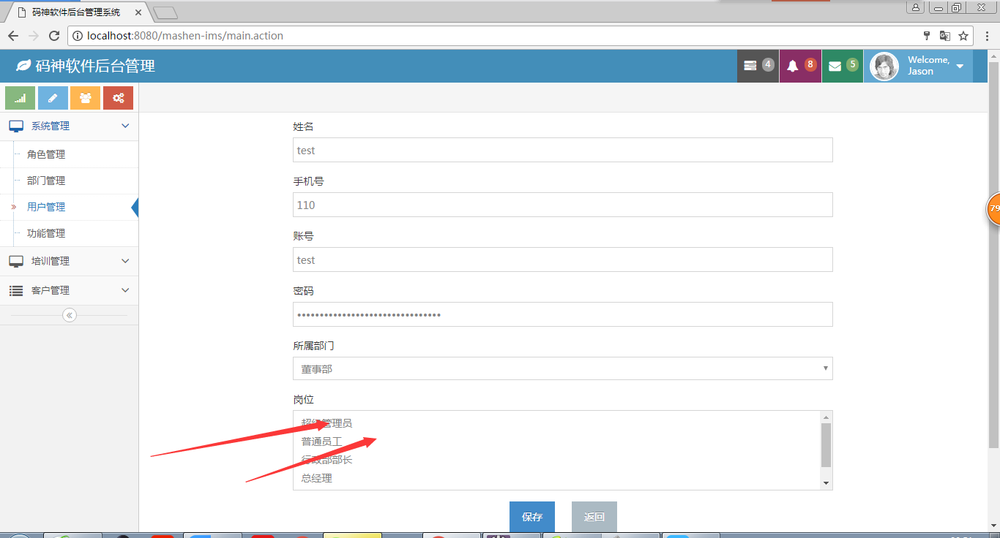 码神软件后台管理系统
localhost:8080/mashen-ims/main.action
码神软件后台管理
4
8
5
Welcome,
Jason
系统管理
角色管理
部门管理
用户管理
功能管理
培训管理
客户管理
姓名
test
手机号
110
账号
test
密码
••••••••••••••••••••••••••••••••
所属部门
董事部
岗位
超级管理员
普通员工
行政部部长
总经理
保存
返回
79